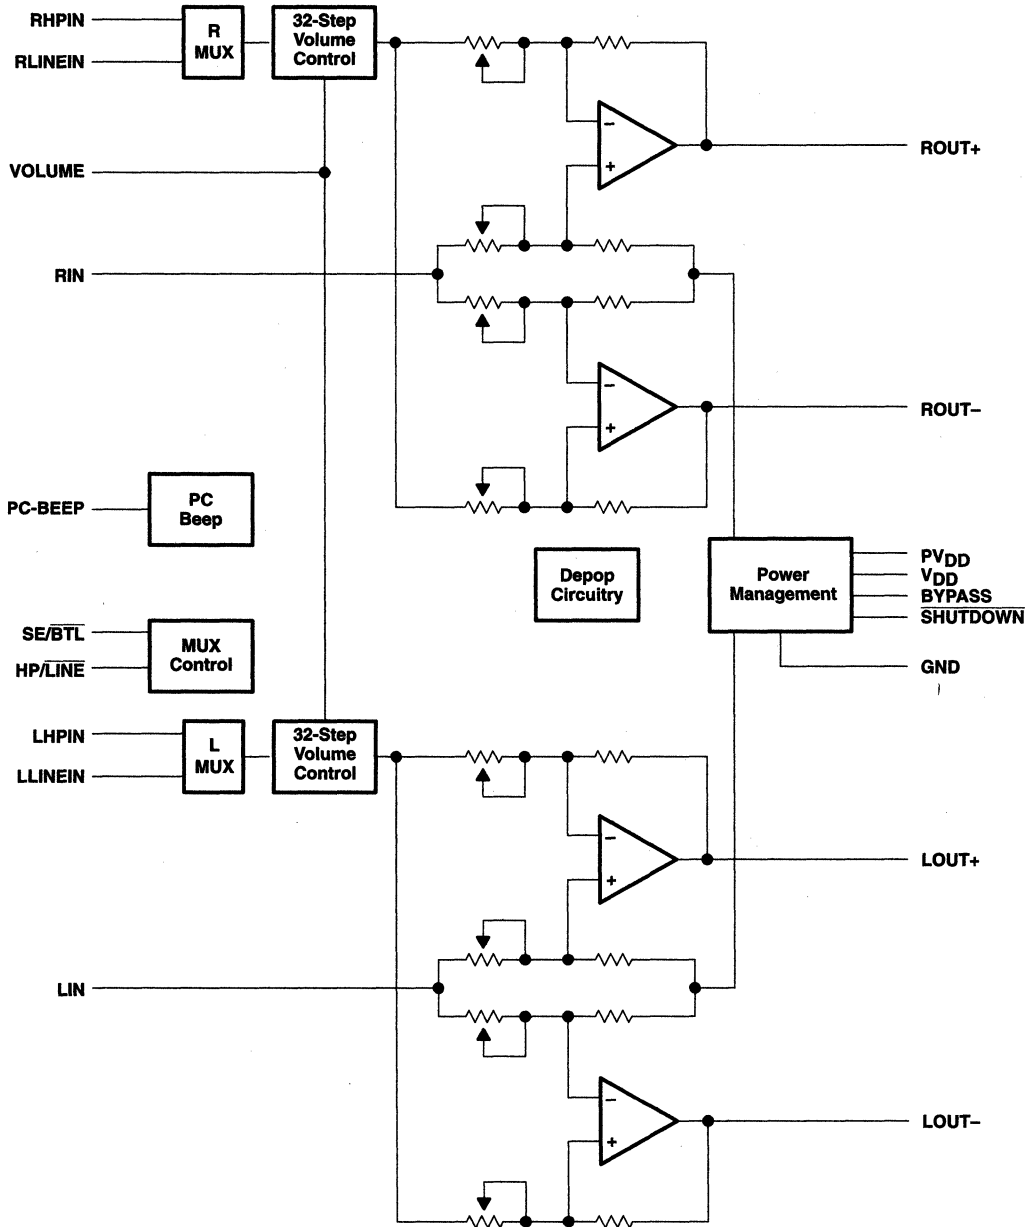 RHPIN
RLINEIN
R
MUX
32-Step
Volume
Control
VOLUME
−
+
ROUT+
RIN
−
+
ROUT−
PC-BEEP
PC
Beep
Depop
Circuitry
Power
Management
PVDD
VDD
BYPASS
SHUTDOWN
GND
SE/BTL
HP/LINE
MUX
Control
LHPIN
LLINEIN
L
MUX
32-Step
Volume
Control
−
+
LOUT+
LIN
−
+
LOUT−